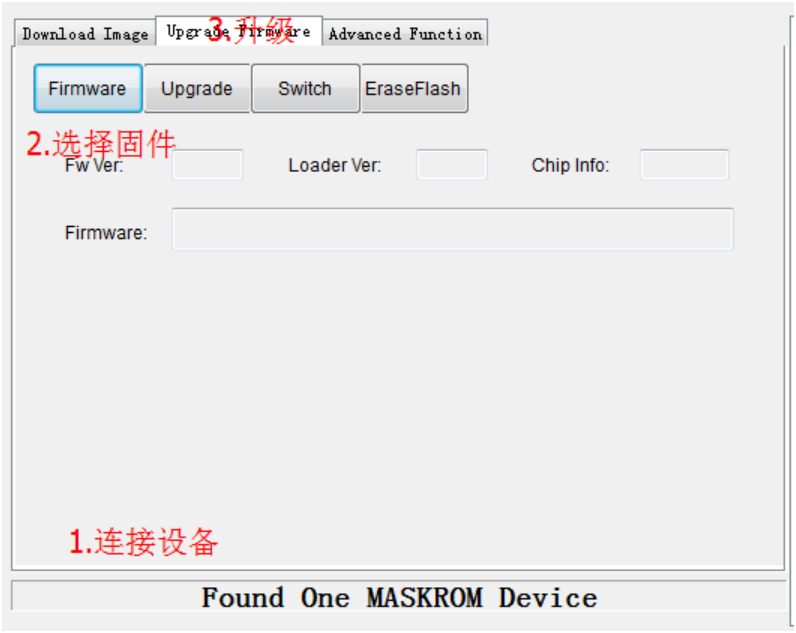 Download Image Upgrade Firmware Advanced Function
3.升级
Firmware Upgrade Switch EraseFlash
2.选择固件
Fw Ver: Loader Ver: Chip Info:
Firmware:
1.连接设备
Found One MASKROM Device